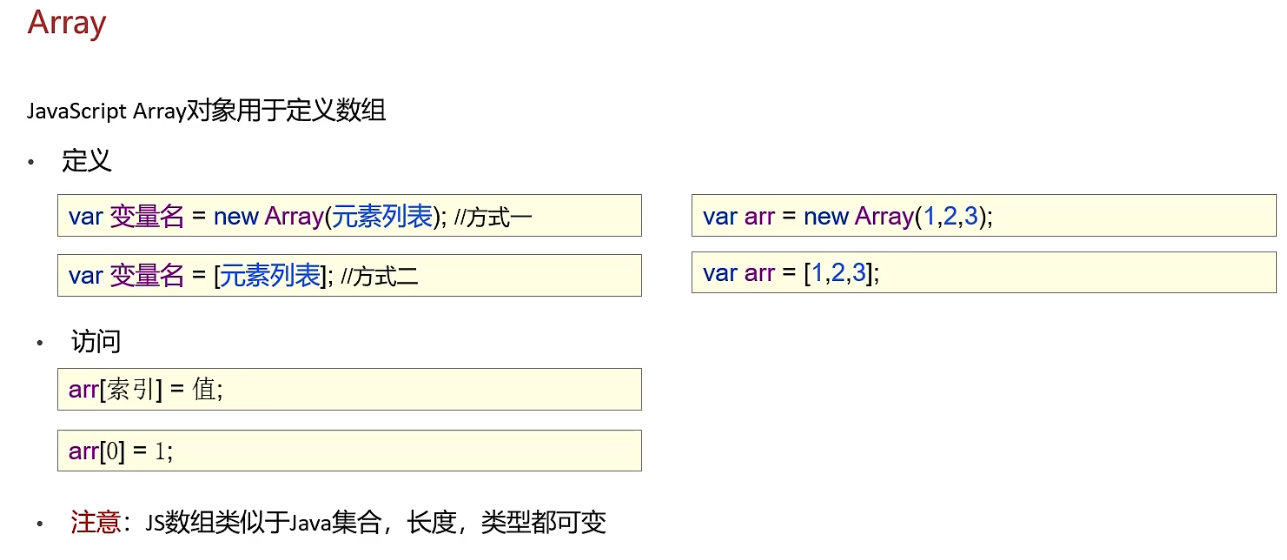 Array
JavaScript Array对象用于定义数组
• 定义
var 变量名 = new Array(元素列表); //方式一
var arr = new Array(1,2,3);
var 变量名 = [元素列表]; //方式二
var arr = [1,2,3];
• 访问
arr[索引] = 值;
arr[0] = 1;
• 注意：JS数组类似于Java集合，长度，类型都可变